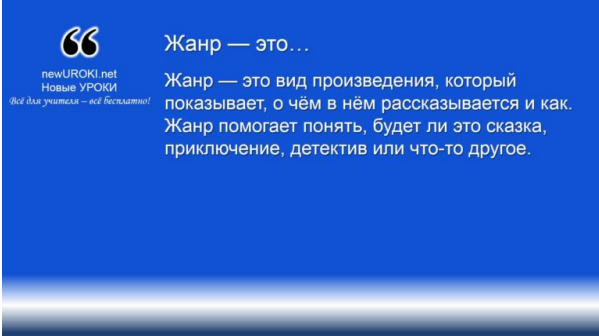 Жанр — это…
newUROKI.net
Новые УРОКИ
Всё для учителя – всё бесплатно!
Жанр — это вид произведения, который
показывает, о чём в нём рассказывается и как.
Жанр помогает понять, будет ли это сказка,
приключение, детектив или что-то другое.